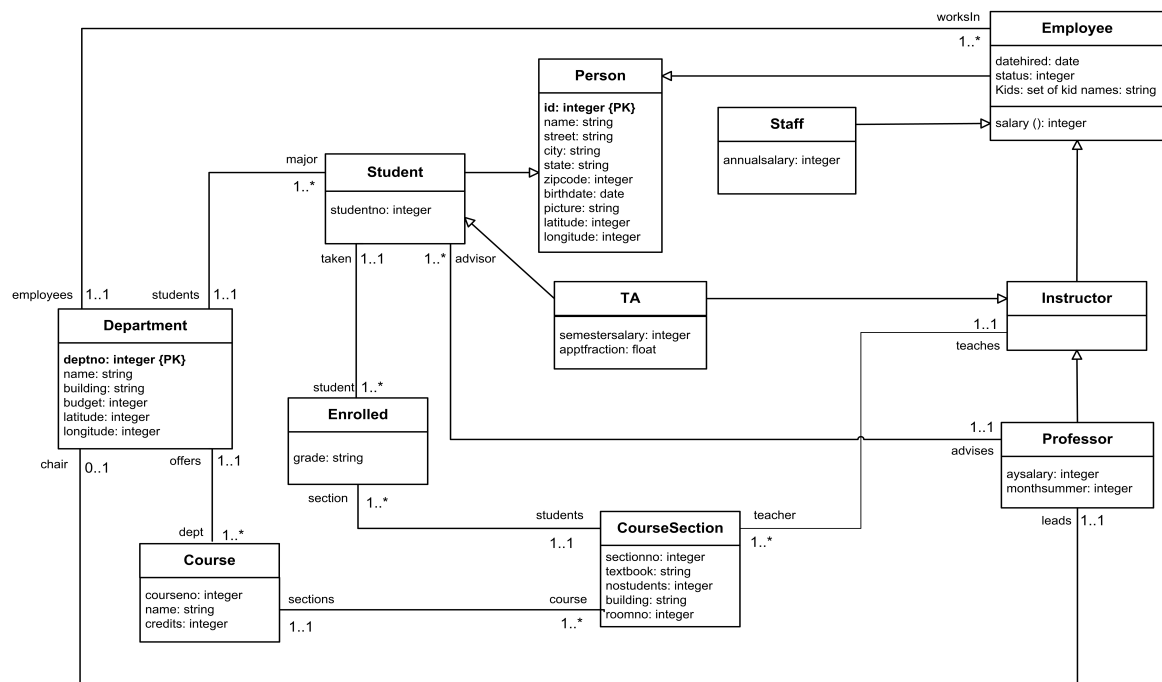 worksIn
1..*
Employee
datehired: date
status: integer
Kids: set of kid names: string
salary (): integer
Person
id: integer {PK}
name: string
street: string
city: string
state: string
zipcode: integer
birthdate: date
picture: string
latitude: integer
longitude: integer
Staff
annualsalary: integer
major
1..*
Student
studentno: integer
taken
1..1
1..*
advisor
employees
1..1
students
1..1
Department
deptno: integer {PK}
name: string
building: string
budget: integer
latitude: integer
longitude: integer
TA
semestersalary: integer
apptfraction: float
Instructor
1..1
teaches
student
1..*
Enrolled
grade: string
section
1..*
1..1
advises
Professor
aysalary: integer
monthsummer: integer
leads
1..1
chair
0..1
offers
1..1
dept
1..*
Course
courseno: integer
name: string
credits: integer
sections
1..1
students
1..1
course
1..*
CourseSection
sectionno: integer
textbook: string
nostudents: integer
building: string
roomno: integer
teacher
1..*